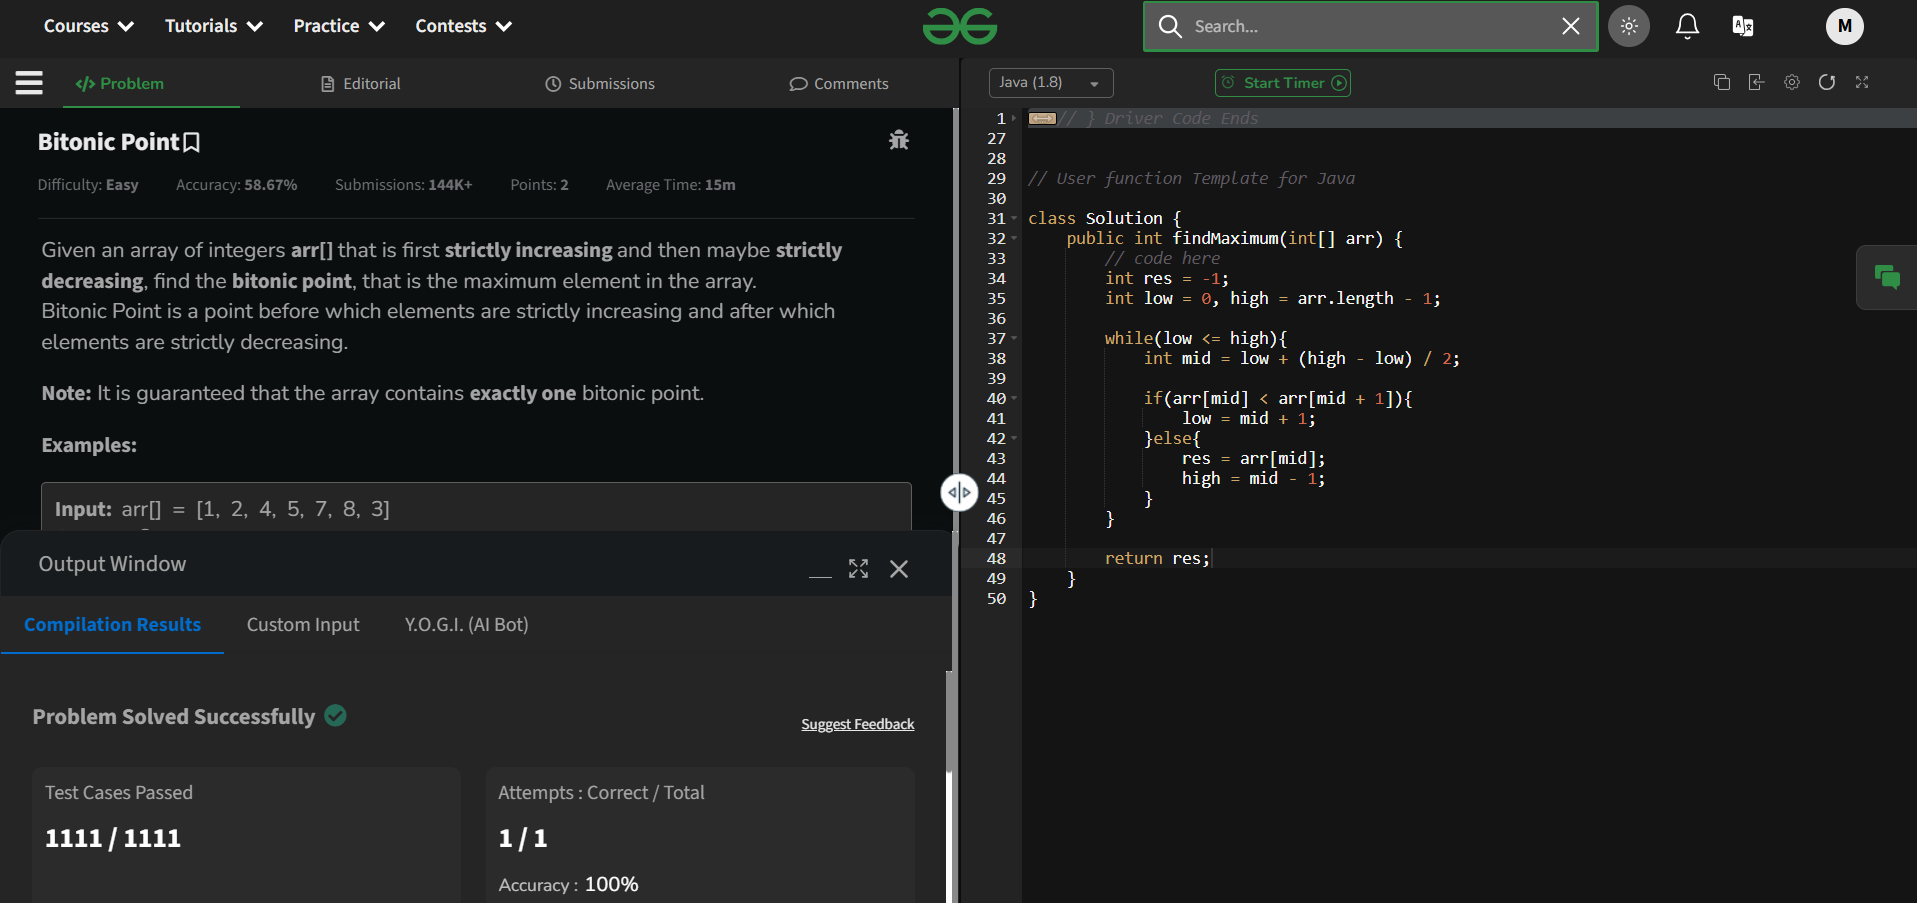 Courses Tutorials Practice Contests Search... M
Problem Editorial Submissions Comments Java (1.8) Start Timer
Bitonic Point
Difficulty: Easy Accuracy: 58.67% Submissions: 144K+ Points: 2 Average Time: 15m
Given an array of integers arr[] that is first strictly increasing and then maybe strictly
decreasing, find the bitonic point, that is the maximum element in the array.
Bitonic Point is a point before which elements are strictly increasing and after which
elements are strictly decreasing.
Note: It is guaranteed that the array contains exactly one bitonic point.
Examples:
Input: arr[] = [1, 2, 4, 5, 7, 8, 3]
Output Window
Compilation Results Custom Input Y.O.G.I. (AI Bot)
Problem Solved Successfully
Suggest Feedback
Test Cases Passed
1111 / 1111
Attempts : Correct / Total
1 / 1
Accuracy : 100%
1 // } Driver Code Ends
27
28
29 // User function Template for Java
30
31 class Solution {
32 public int findMaximum(int[] arr) {
33 // code here
34 int res = -1;
35 int low = 0, high = arr.length - 1;
36
37 while(low <= high){
38 int mid = low + (high - low) / 2;
39
40 if(arr[mid] < arr[mid + 1]){
41 low = mid + 1;
42 }else{
43 res = arr[mid];
44 high = mid - 1;
45 }
46 }
47
48 return res;
49 }
50 }